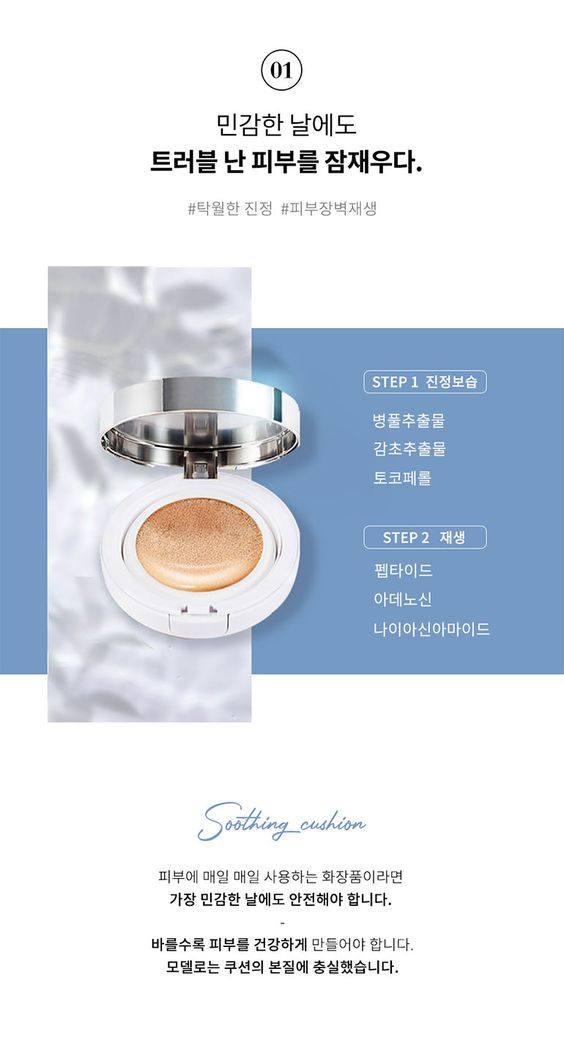 01
민감한 날에도
트러블 난 피부를 잠재우다.
#탁월한 진정 #피부장벽재생
STEP 1 진정보습
병풀추출물
감초추출물
토코페롤
STEP 2 재생
펩타이드
아데노신
나이아신아마이드
Soothing cushion
피부에 매일 매일 사용하는 화장품이라면
가장 민감한 날에도 안전해야 합니다.
-
바를수록 피부를 건강하게 만들어야 합니다.
모델로는 쿠션의 본질에 충실했습니다.